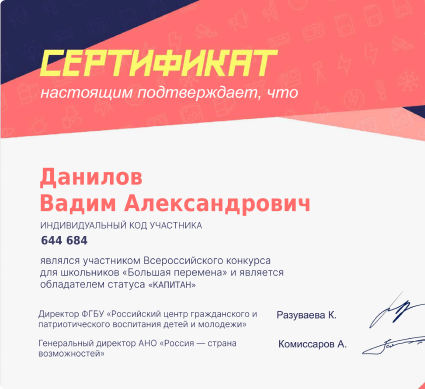 СЕРТИФИКАТ
настоящим подтверждает, что
Данилов
Вадим Александрович
ИНДИВИДУАЛЬНЫЙ КОД УЧАСТНИКА
644 684
являлся участником Всероссийского конкурса
для школьников «Большая перемена» и является
обладателем статуса «КАПИТАН»
Директор ФГБУ «Российский центр гражданского и
патриотического воспитания детей и молодежи»
Разуваева К.
Генеральный директор АНО «Россия — страна
возможностей»
Комиссаров А.